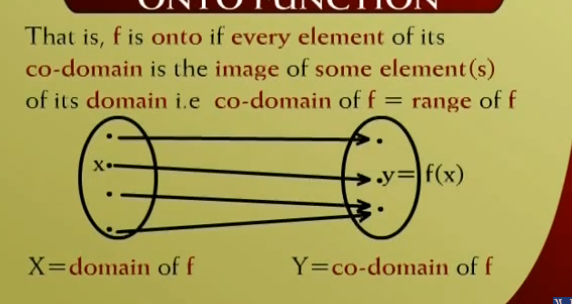 ONTO FUNCTION
That is, f is onto if every element of its
co-domain is the image of some element(s)
of its domain i.e co-domain of f = range of f
x
.y= f(x)
X=domain of f
Y=co-domain of f